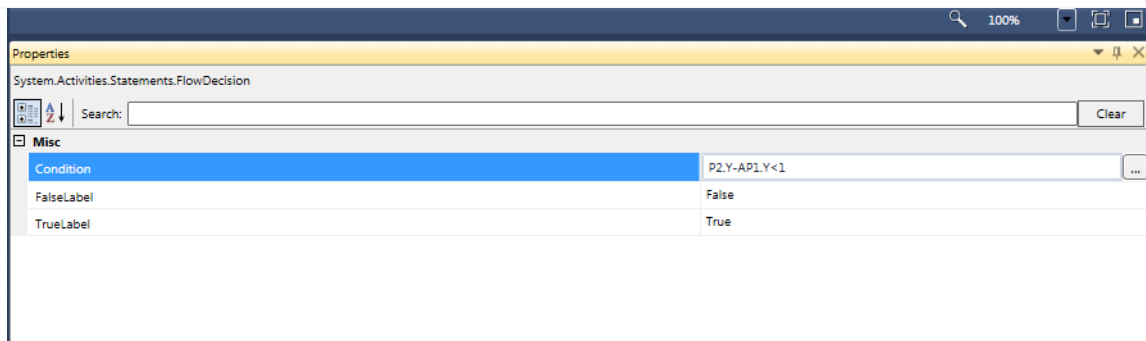 100%
Properties
System.Activities.Statements.FlowDecision
A Z Search: Clear
Misc
Condition P2.Y-AP1.Y<1 ...
FalseLabel False
TrueLabel True